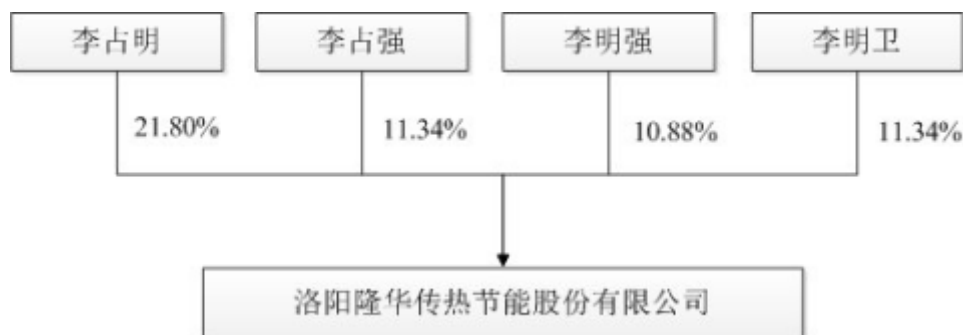 李占明 李占强 李明强 李明卫
21.80% 11.34% 10.88% 11.34%
洛阳隆华传热节能股份有限公司